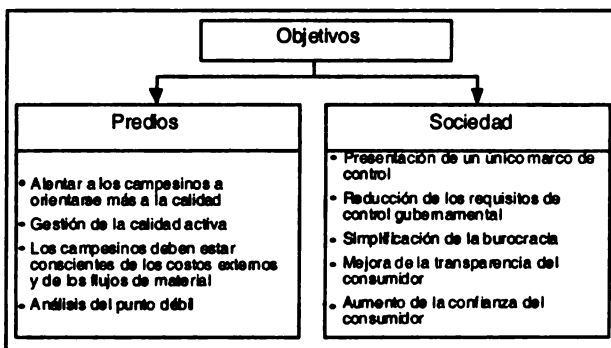 Objetivos
Predios
• Alentar a los campesinos a
orientarse más a la calidad
• Gestión de la calidad activa
• Los campesinos deben estar
conscientes de los costos externos
y de los flujos de material
• Análisis del punto débil
Sociedad
• Presentación de un único marco de
control
• Reducción de los requisitos de
control gubernamental
• Simplificación de la burocracia
• Mejora de la transparencia del
consumidor
• Aumento de la confianza del
consumidor